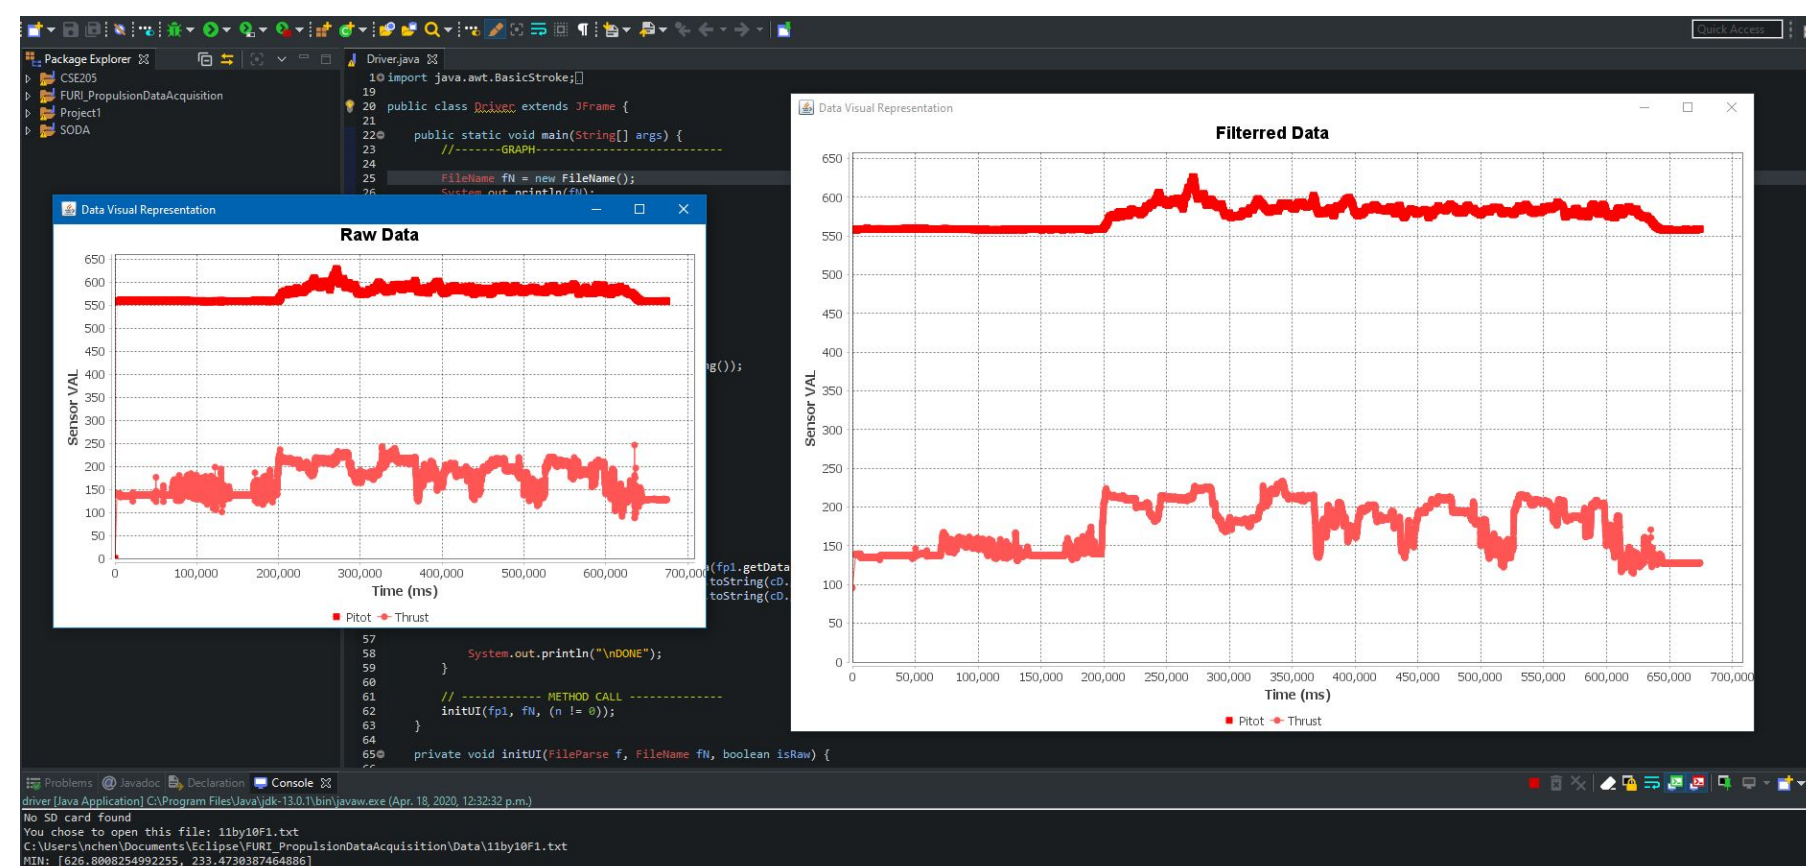 Quick Access
Package Explorer
CSE205
FURI_PropulsionDataAcquisition
Project1
SODA
Driver.java
1 import java.awt.BasicStroke;
19
20 public class Driver extends JFrame {
21
22 public static void main(String[] args) {
23 //-------GRAPH----------------------------
24
25 FileName fN = new FileName();
26 System.out.println(fN);
ng());
a(fp1.getData
toString(cD.
toString(cD.
57
58 System.out.println("\nDONE");
59 }
60
61 // ------------ METHOD CALL --------------
62 initUI(fp1, fN, (n != 0));
63 }
64
65 private void initUI(FileParse f, FileName fN, boolean isRaw) {
Data Visual Representation
Raw Data
650
600
550
500
450
400
350
300
250
200
150
100
50
0
Sensor VAL
0 100,000 200,000 300,000 400,000 500,000 600,000 700,000
Time (ms)
Pitot Thrust
Data Visual Representation
Filterred Data
650
600
550
500
450
400
350
300
250
200
150
100
50
0
Sensor VAL
0 50,000 100,000 150,000 200,000 250,000 300,000 350,000 400,000 450,000 500,000 550,000 600,000 650,000 700,000
Time (ms)
Pitot Thrust
Problems @ Javadoc Declaration Console
driver [Java Application] C:\Program Files\Java\jdk-13.0.1\bin\javaw.exe (Apr. 18, 2020, 12:32:32 p.m.)
No SD card found
You chose to open this file: 11by10F1.txt
C:\Users\nchen\Documents\Eclipse\FURI_PropulsionDataAcquisition\Data\11by10F1.txt
MIN: [626.8008254992255, 233.4730387464886]